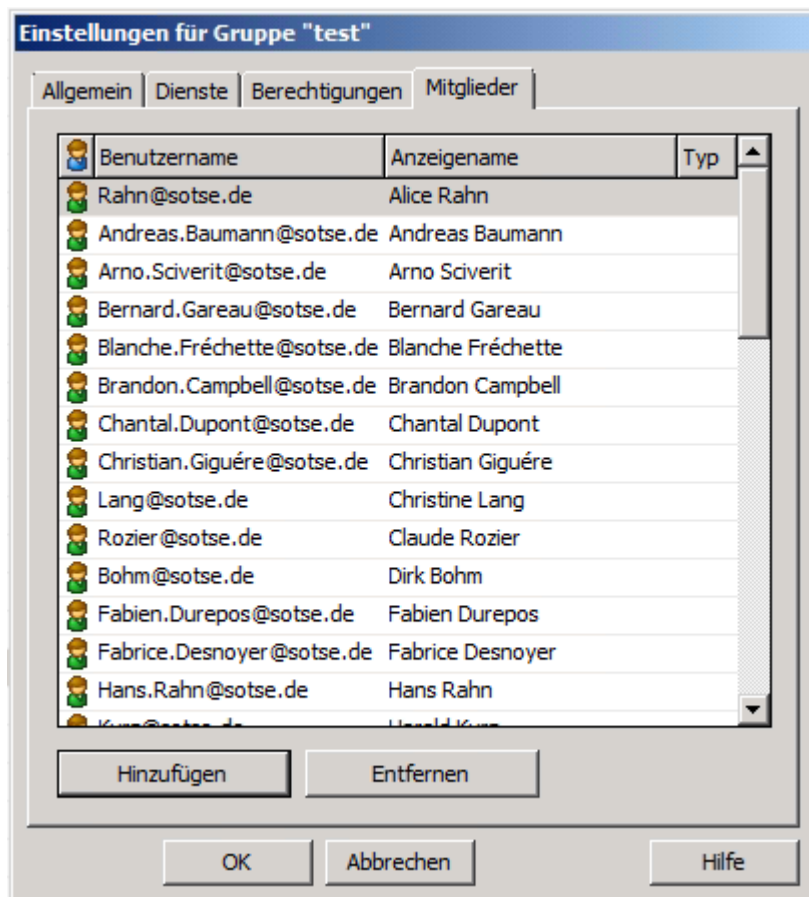 Einstellungen für Gruppe "test"
Allgemein Dienste Berechtigungen Mitglieder
Benutzername Anzeigename Typ
Rahn@sotse.de Alice Rahn
Andreas.Baumann@sotse.de Andreas Baumann
Arno.Sciverit@sotse.de Arno Sciverit
Bernard.Gareau@sotse.de Bernard Gareau
Blanche.Fréchette@sotse.de Blanche Fréchette
Brandon.Campbell@sotse.de Brandon Campbell
Chantal.Dupont@sotse.de Chantal Dupont
Christian.Giguére@sotse.de Christian Giguére
Lang@sotse.de Christine Lang
Rozier@sotse.de Claude Rozier
Bohm@sotse.de Dirk Bohm
Fabien.Durepos@sotse.de Fabien Durepos
Fabrice.Desnoyer@sotse.de Fabrice Desnoyer
Hans.Rahn@sotse.de Hans Rahn
Hinzufügen Entfernen
OK Abbrechen Hilfe